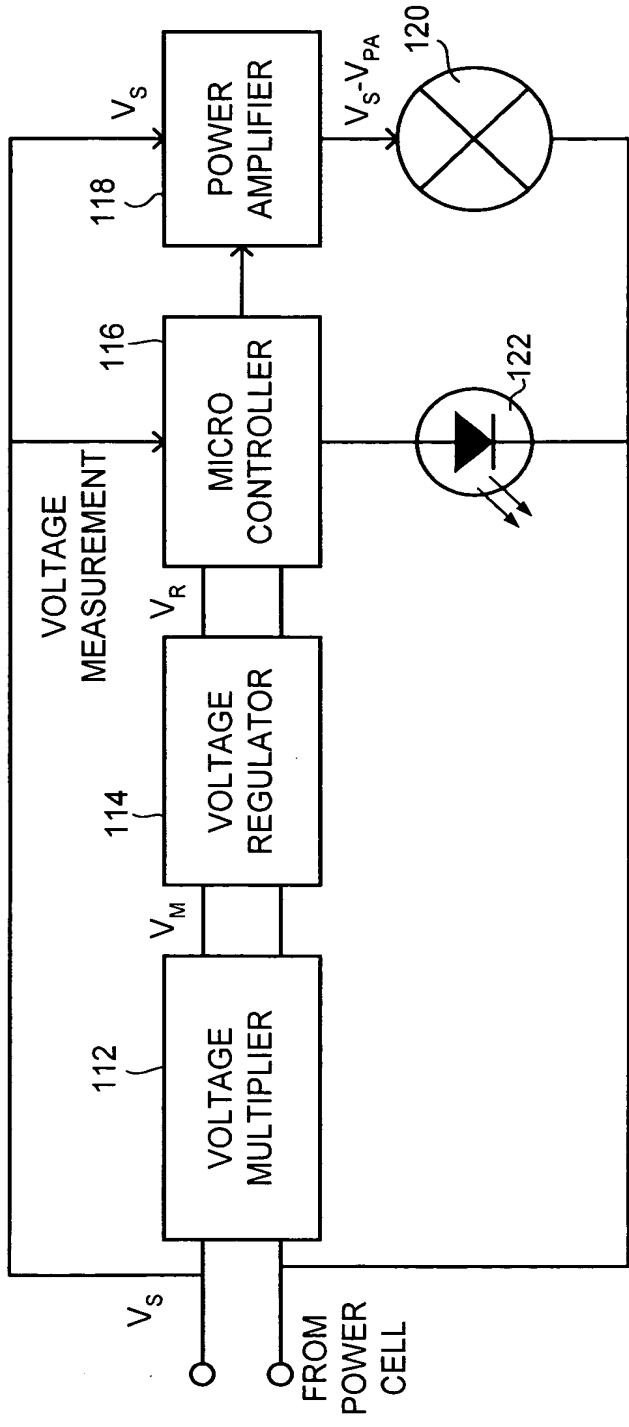 V_S
FROM
POWER
CELL
112
VOLTAGE
MULTIPLIER
V_M
114
VOLTAGE
REGULATOR
V_R
VOLTAGE
MEASUREMENT
116
MICRO
CONTROLLER
122
118
V_S
POWER
AMPLIFIER
V_S-V_PA
120